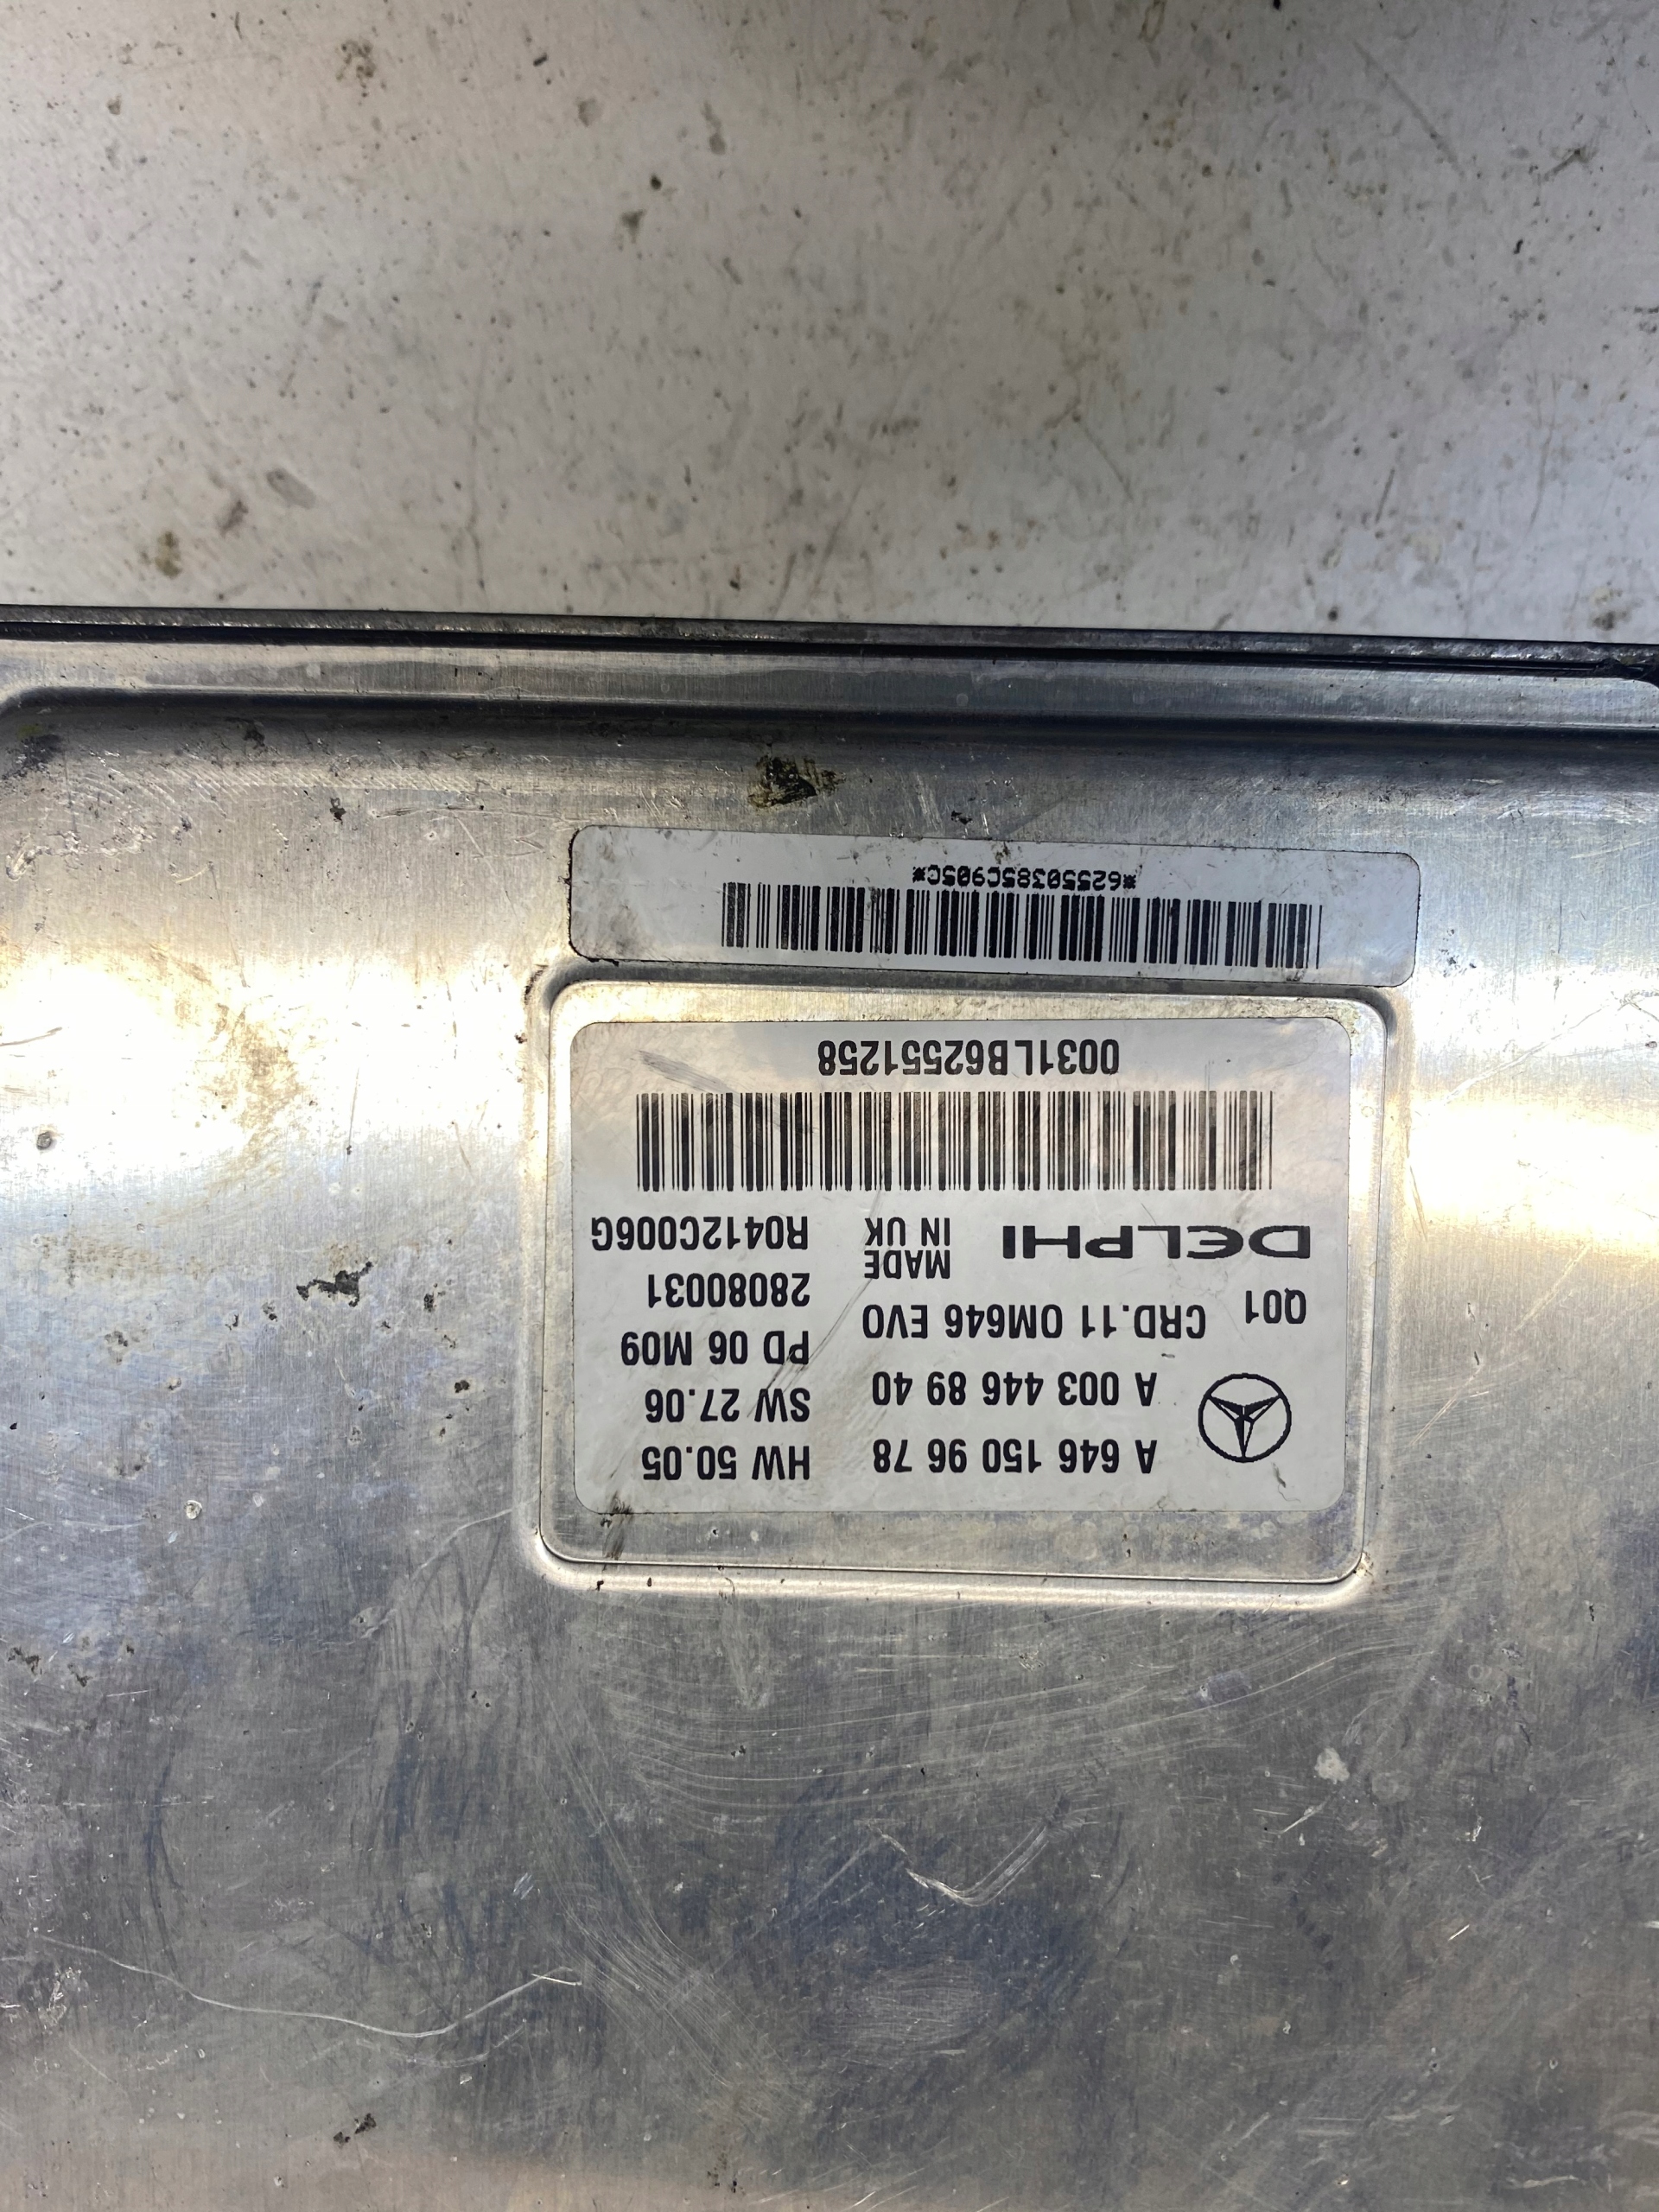 A 646 150 96 78 HW 50.05
A 003 446 89 40 SW 27.06
PD 06 M09
Q01 CRD.11 OM646 EVO
28080031
DELPHI MADE IN UK R0412C006G
0031LB62551258
*62550385C905C*